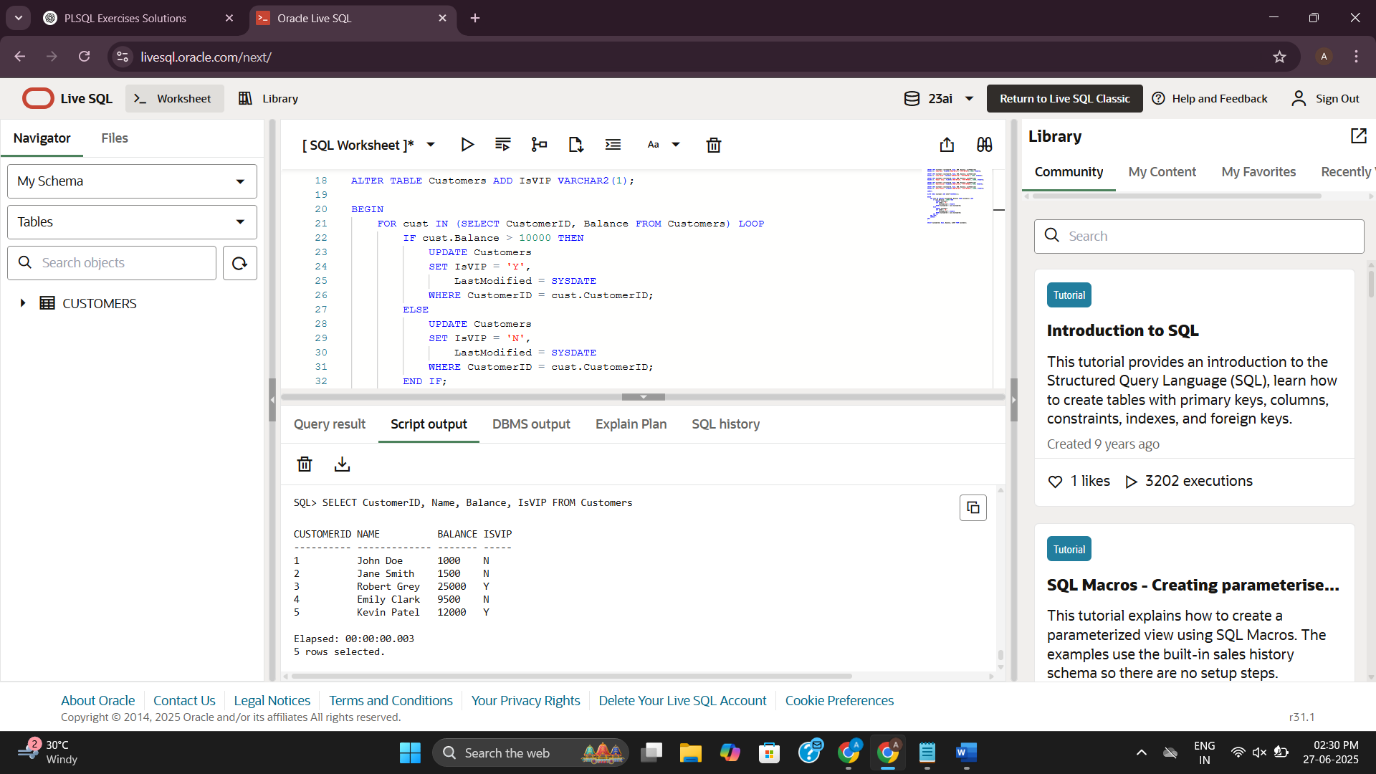 PLSQL Exercises Solutions
Oracle Live SQL
livesql.oracle.com/next/
A
Live SQL
Worksheet
Library
23ai
Return to Live SQL Classic
Help and Feedback
Sign Out
Navigator
Files
My Schema
Tables
Search objects
CUSTOMERS
[ SQL Worksheet ]*
Aa
18 ALTER TABLE Customers ADD IsVIP VARCHAR2(1);
19
20 BEGIN
21 FOR cust IN (SELECT CustomerID, Balance FROM Customers) LOOP
22 IF cust.Balance > 10000 THEN
23 UPDATE Customers
24 SET IsVIP = 'Y',
25 LastModified = SYSDATE
26 WHERE CustomerID = cust.CustomerID;
27 ELSE
28 UPDATE Customers
29 SET IsVIP = 'N',
30 LastModified = SYSDATE
31 WHERE CustomerID = cust.CustomerID;
32 END IF;
Query result
Script output
DBMS output
Explain Plan
SQL history
SQL> SELECT CustomerID, Name, Balance, IsVIP FROM Customers
CUSTOMERID NAME BALANCE ISVIP
---------- ------------- ------- -----
1 John Doe 1000 N
2 Jane Smith 1500 N
3 Robert Grey 25000 Y
4 Emily Clark 9500 N
5 Kevin Patel 12000 Y
Elapsed: 00:00:00.003
5 rows selected.
Library
Community
My Content
My Favorites
Recently
Search
Tutorial
Introduction to SQL
This tutorial provides an introduction to the
Structured Query Language (SQL), learn how
to create tables with primary keys, columns,
constraints, indexes, and foreign keys.
Created 9 years ago
1 likes
3202 executions
Tutorial
SQL Macros - Creating parameterise...
This tutorial explains how to create a
parameterized view using SQL Macros. The
examples use the built-in sales history
schema so there are no setup steps.
About Oracle
Contact Us
Legal Notices
Terms and Conditions
Your Privacy Rights
Delete Your Live SQL Account
Cookie Preferences
Copyright © 2014, 2025 Oracle and/or its affiliates All rights reserved.
r31.1
2
30°C
Windy
Search the web
A
A
W
ENG
IN
02:30 PM
27-06-2025